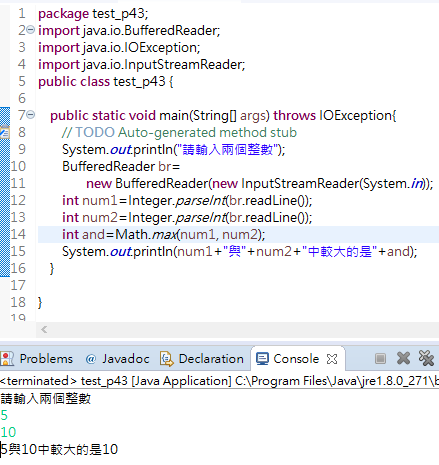 1 package test_p43;
2 import java.io.BufferedReader;
3 import java.io.IOException;
4 import java.io.InputStreamReader;
5 public class test_p43 {
6
7 public static void main(String[] args) throws IOException{
8 // TODO Auto-generated method stub
9 System.out.println("請輸入兩個整數");
10 BufferedReader br=
11 new BufferedReader(new InputStreamReader(System.in));
12 int num1=Integer.parseInt(br.readLine());
13 int num2=Integer.parseInt(br.readLine());
14 int and=Math.max(num1, num2);
15 System.out.println(num1+"與"+num2+"中較大的是"+and);
16 }
17
18 }
19
Problems @ Javadoc Declaration Console
<terminated> test_p43 [Java Application] C:\Program Files\Java\jre1.8.0_271\b
請輸入兩個整數
5
10
5與10中較大的是10